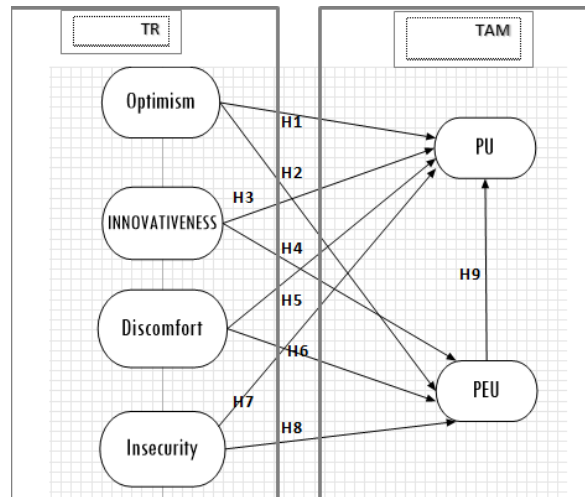 TR
TAM
Optimism
H1
PU
H2
H3
INNOVATIVENESS
H4
H9
H5
Discomfort
H6
PEU
H7
H8
Insecurity